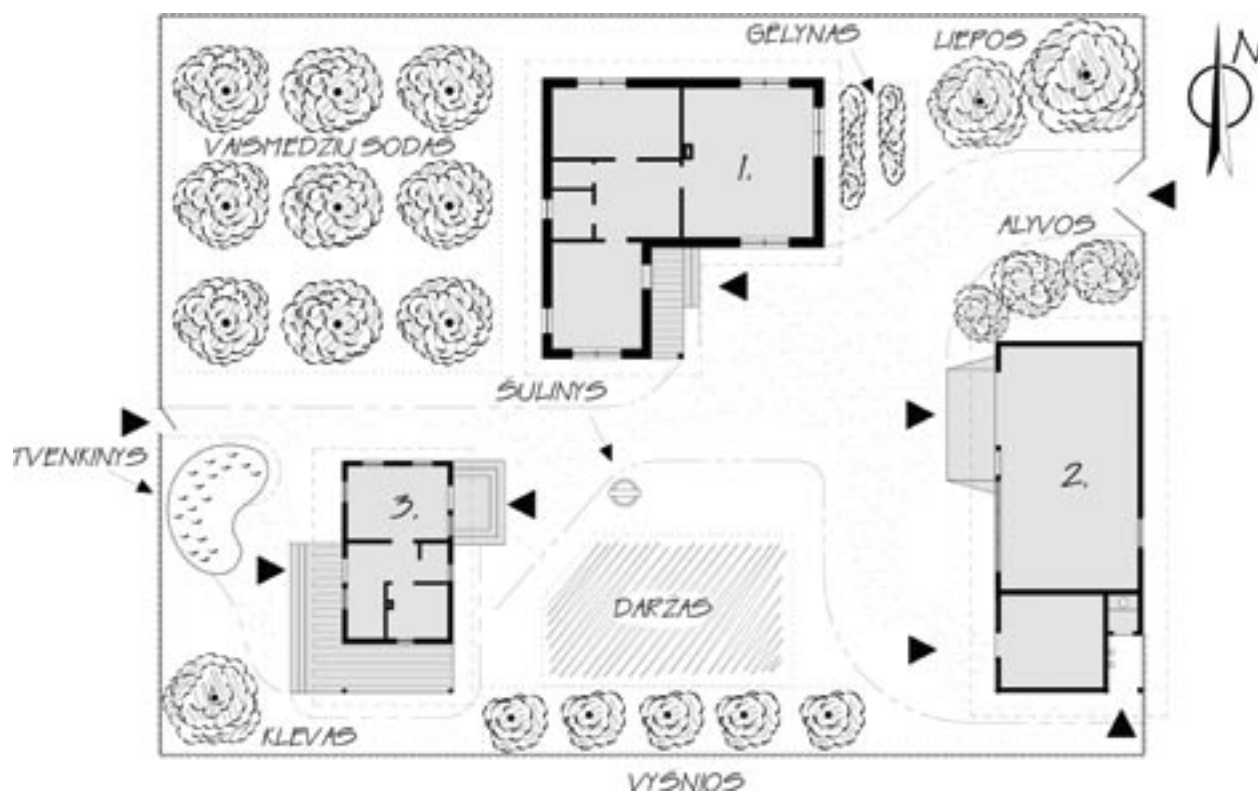 GĖLYNAS
LIEPOS
N
VAISMEDŽIŲ SODAS
1.
ALYVOS
ŠULINYS
TVENKINYS
3.
2.
DARŽAS
KLEVAS
VYŠNIOS